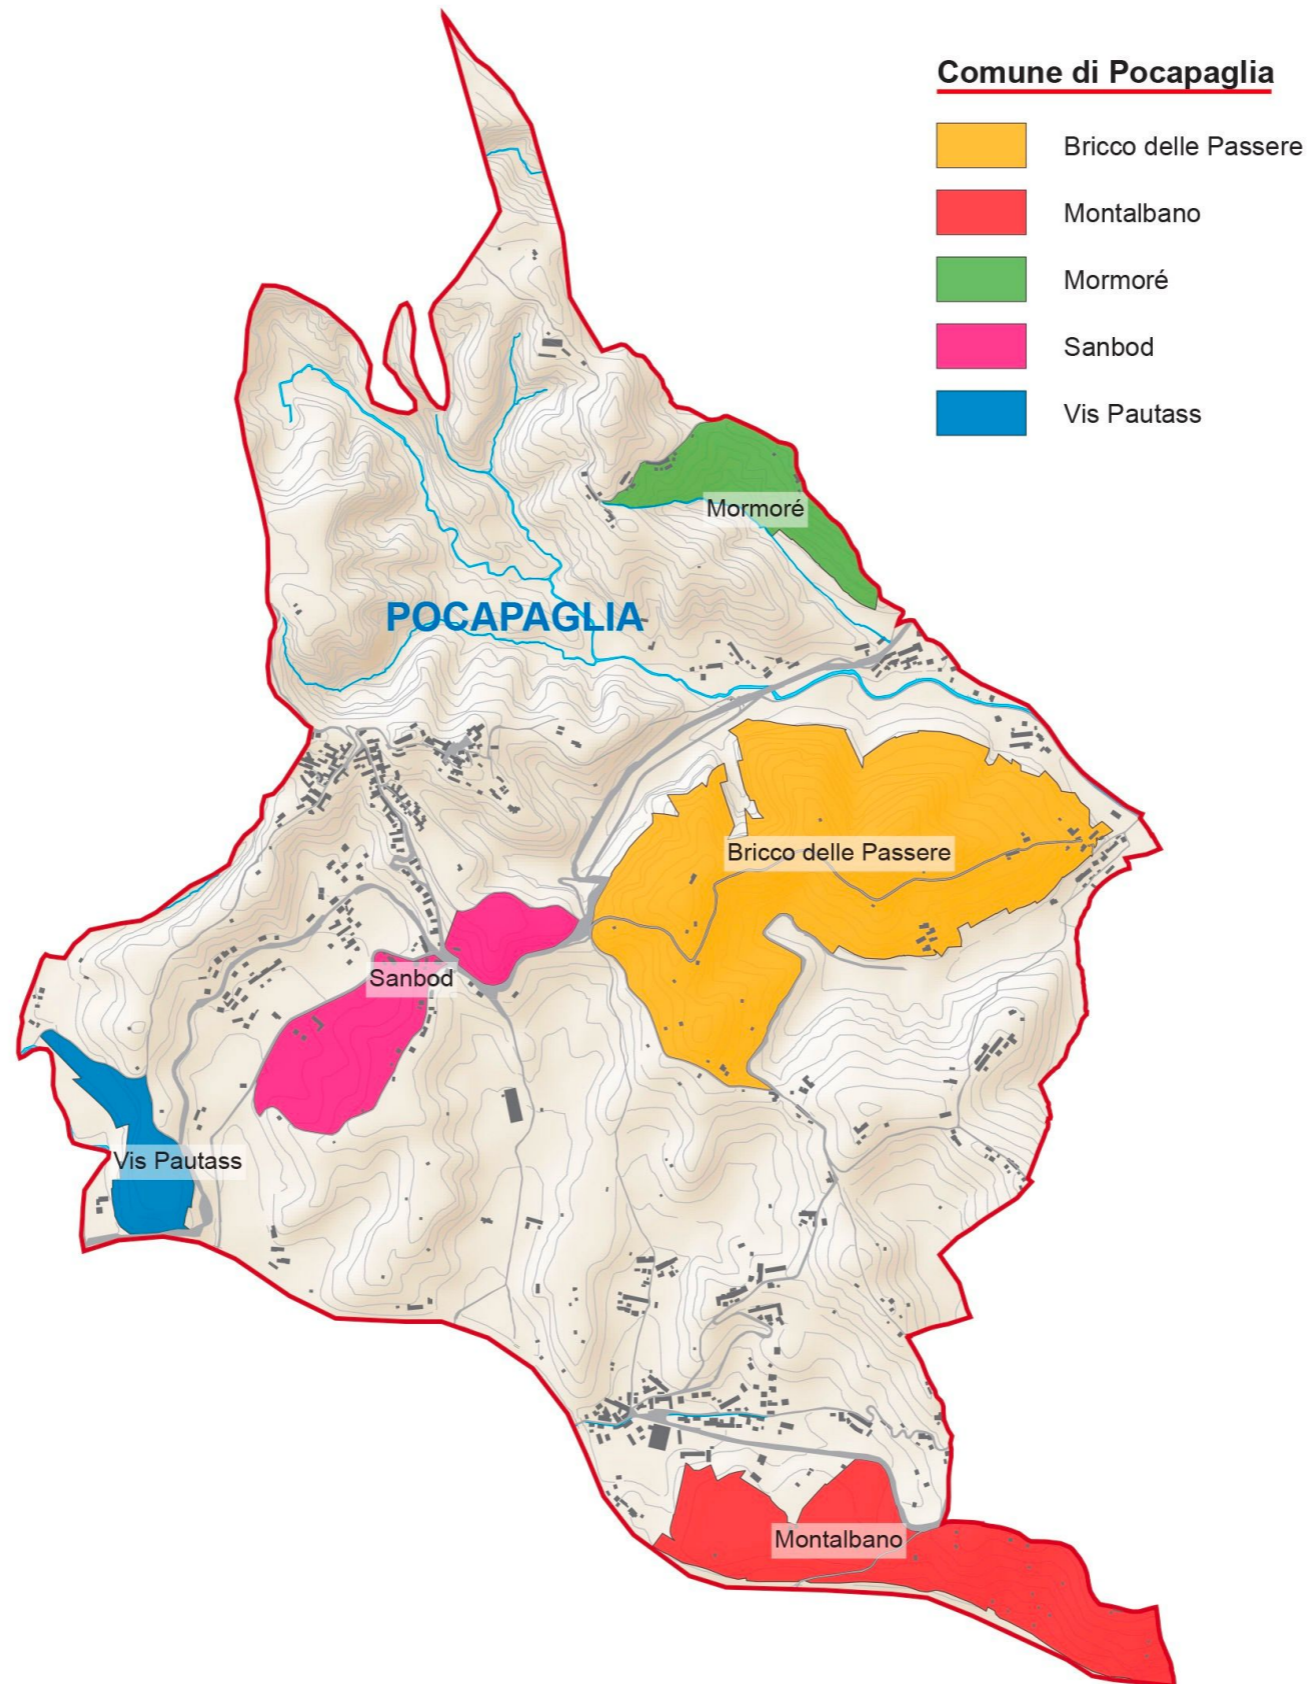 Comune di Pocapaglia
Bricco delle Passere
Montalbano
Mormoré
Sanbod
Vis Pautass
Mormoré
POCAPAGLIA
Bricco delle Passere
Sanbod
Vis Pautass
Montalbano